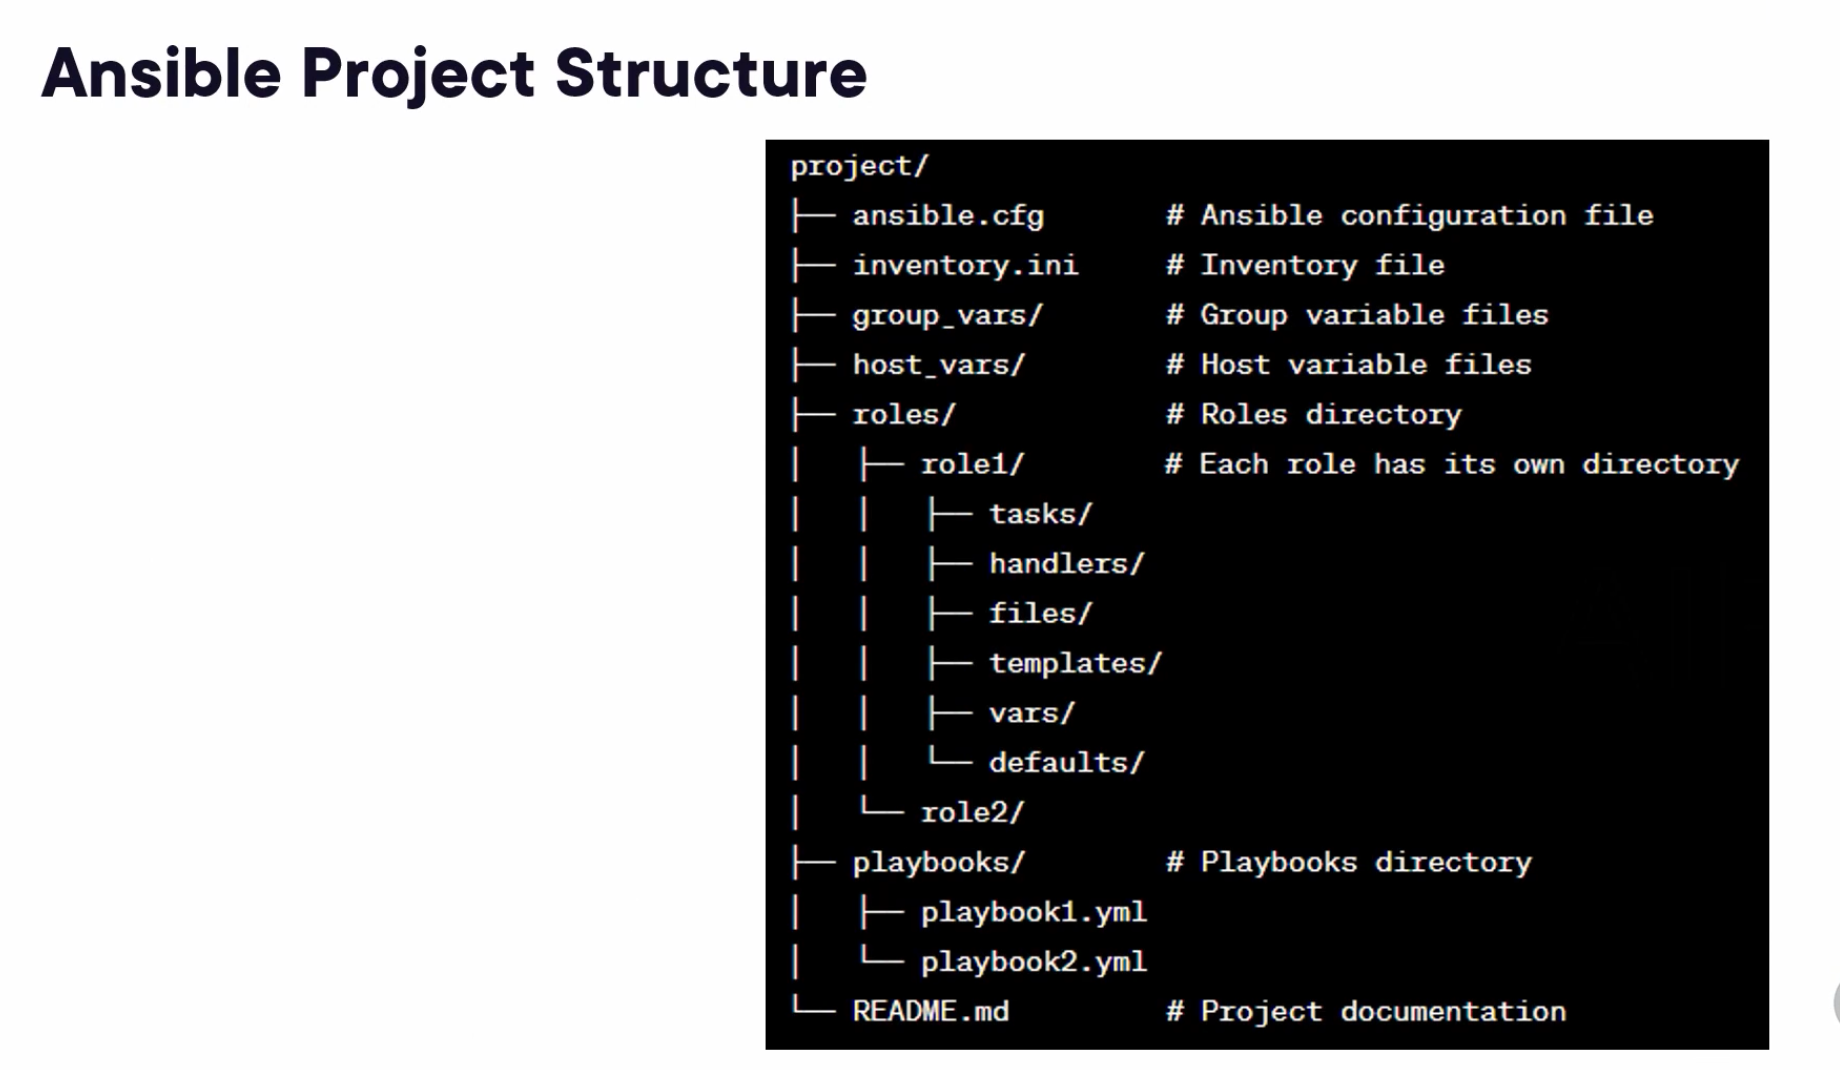 Ansible Project Structure
project/
├── ansible.cfg       # Ansible configuration file
├── inventory.ini     # Inventory file
├── group_vars/       # Group variable files
├── host_vars/        # Host variable files
├── roles/            # Roles directory
│   ├── role1/        # Each role has its own directory
│   │   ├── tasks/
│   │   ├── handlers/
│   │   ├── files/
│   │   ├── templates/
│   │   ├── vars/
│   │   └── defaults/
│   └── role2/
├── playbooks/        # Playbooks directory
│   ├── playbook1.yml
│   └── playbook2.yml
└── README.md         # Project documentation